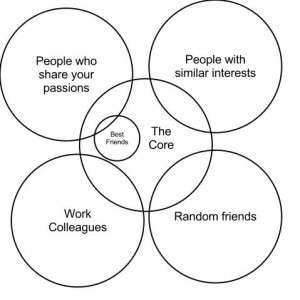 People who
share your
passions
People with
similar interests
Best
Friends
The
Core
Work
Colleagues
Random friends